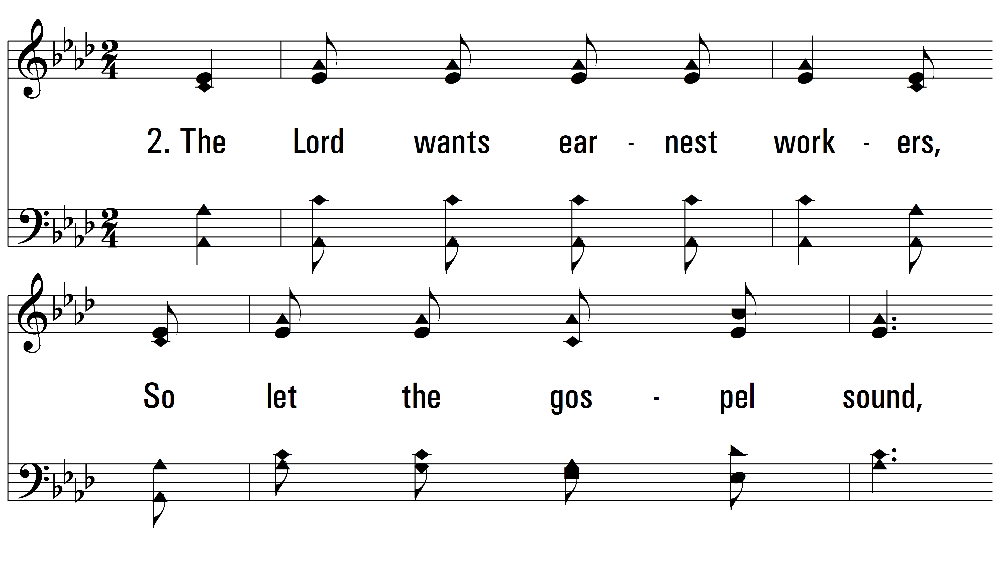 2. The Lord wants ear - nest work - ers,
So let the gos - pel sound,